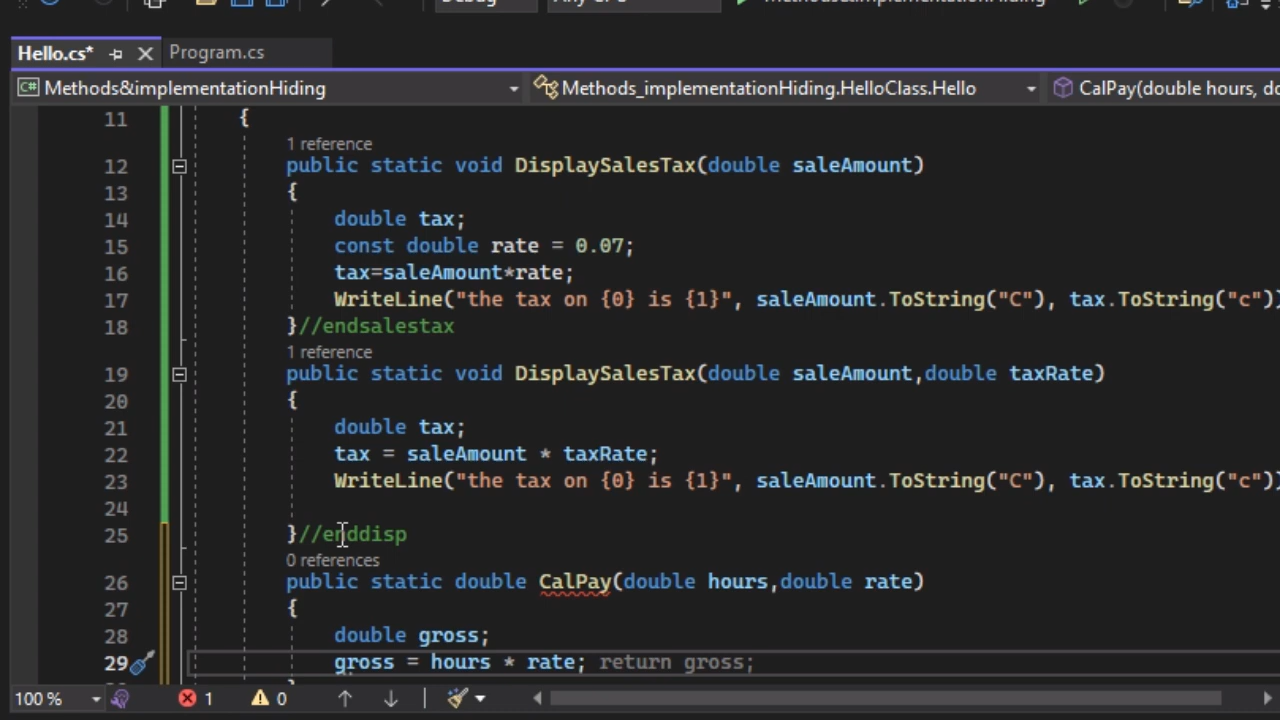 Hello.cs* Program.cs
Methods&implementationHiding Methods_implementationHiding.HelloClass.Hello CalPay(double hours,
11 {
1 reference
12 public static void DisplaySalesTax(double saleAmount)
13 {
14 double tax;
15 const double rate = 0.07;
16 tax=saleAmount*rate;
17 WriteLine("the tax on {0} is {1}", saleAmount.ToString("C"), tax.ToString("c"))
18 }//endsalestax
1 reference
19 public static void DisplaySalesTax(double saleAmount,double taxRate)
20 {
21 double tax;
22 tax = saleAmount * taxRate;
23 WriteLine("the tax on {0} is {1}", saleAmount.ToString("C"), tax.ToString("c"))
24
25 }//enddisp
0 references
26 public static double CalPay(double hours,double rate)
27 {
28 double gross;
29 gross = hours * rate; return gross;
100 % 1 0